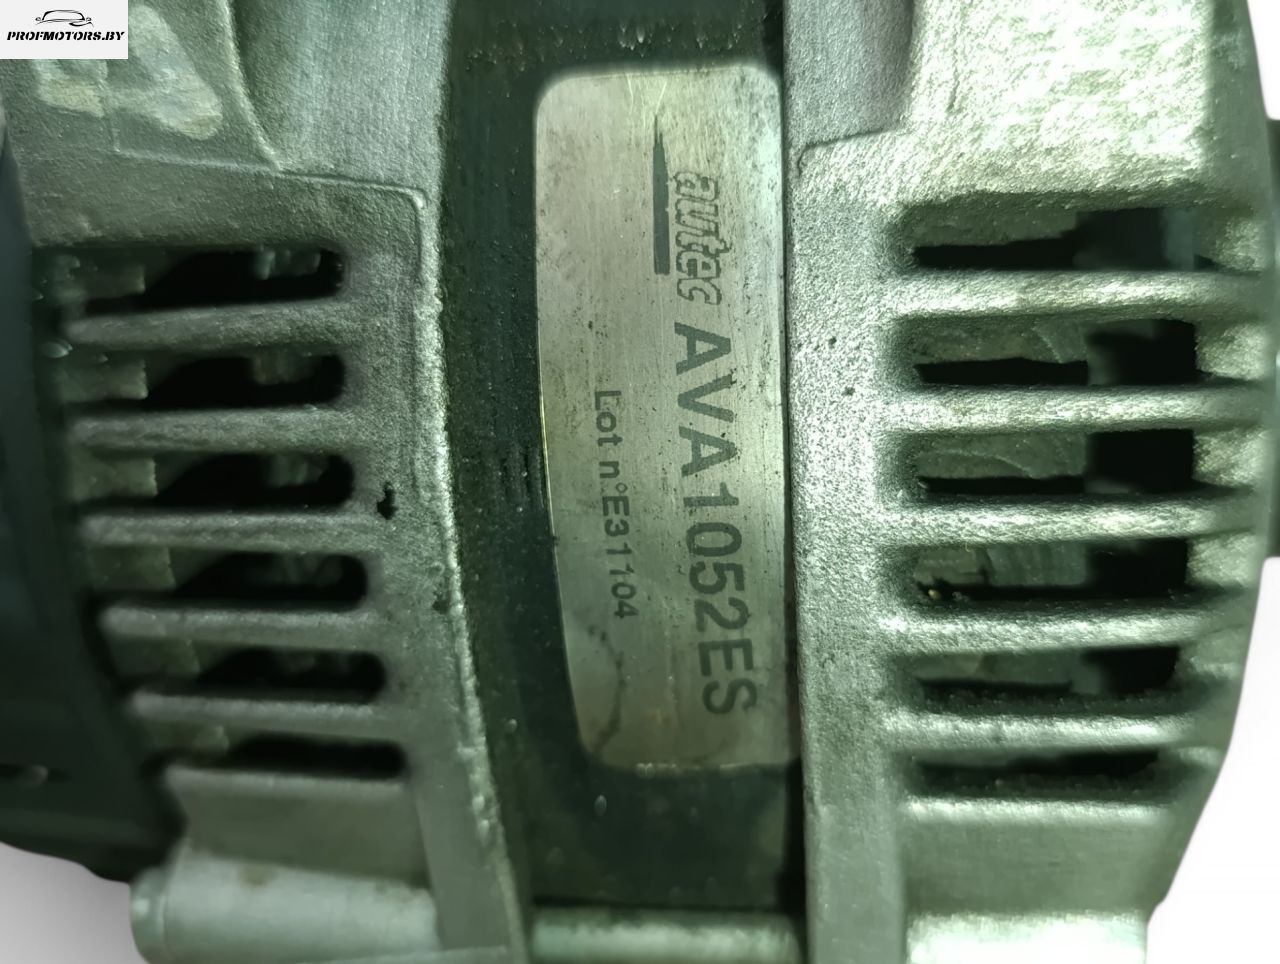 PROFMOTORS.BY
autec
AVA1052ES
Lot n°E31104